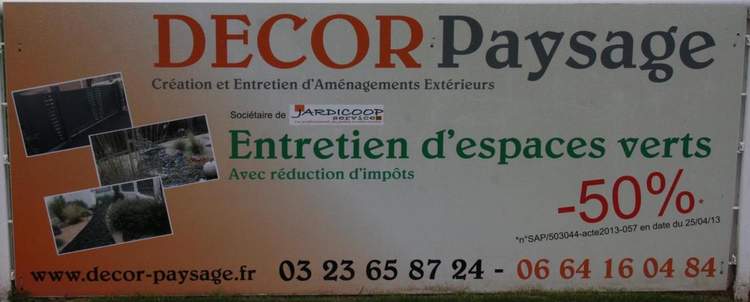 DECOR Paysage
Création et Entretien d'Aménagements Extérieurs
Sociétaire de JARDICOOP
service
Entretien d'espaces verts
Avec réduction d'impôts
-50%*
*n°SAP/503044-acte2013-057 en date du 25/04/13
www.decor-paysage.fr 03 23 65 87 24 - 06 64 16 04 84